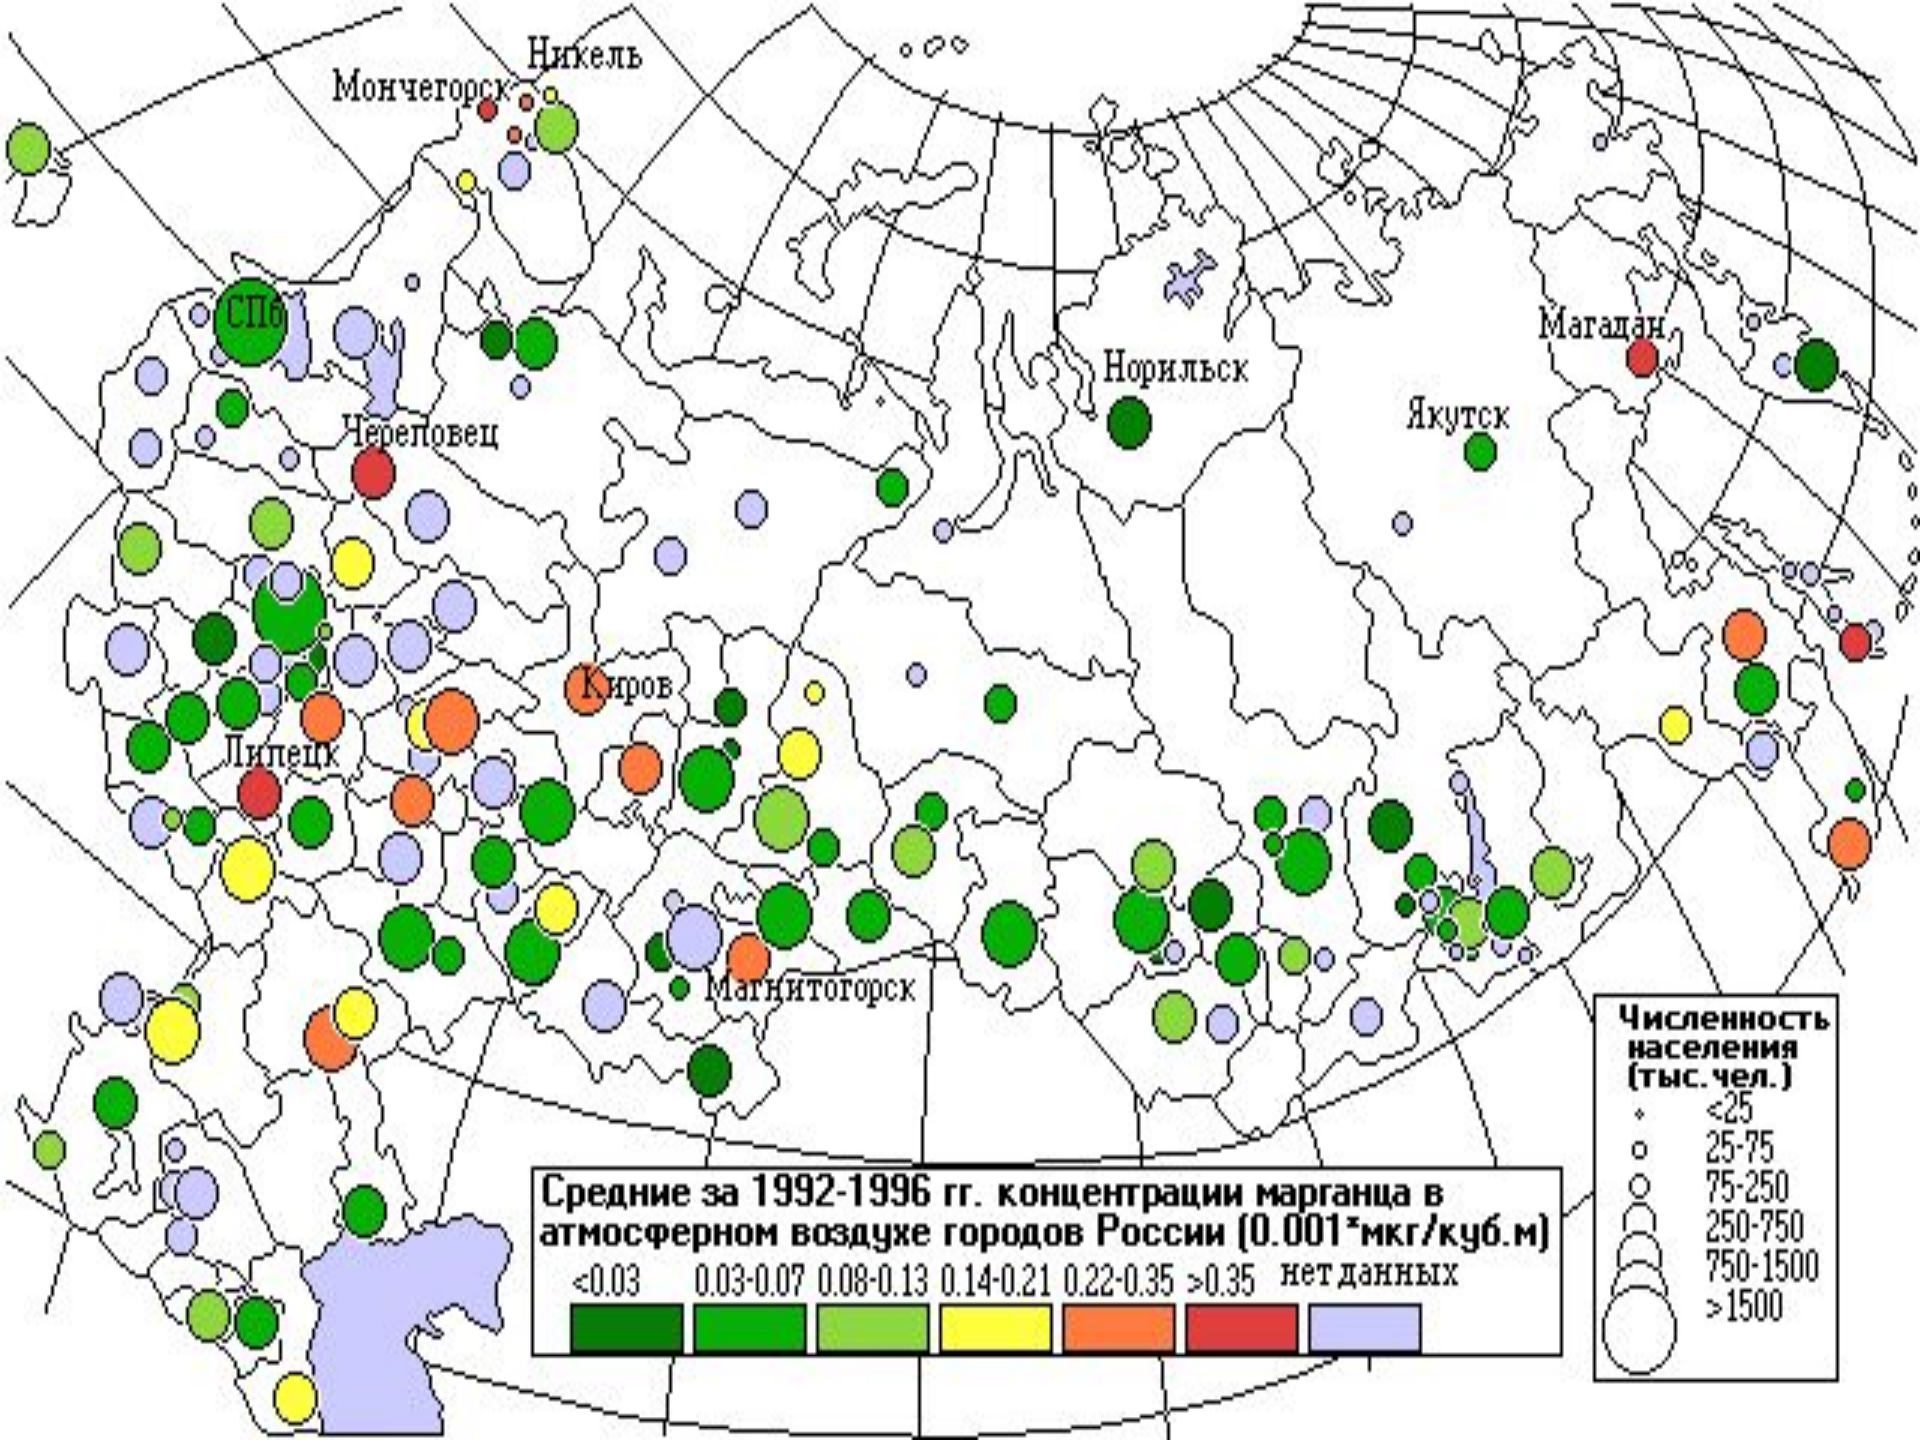 Никель
Мончегорск
СПб
Магадан
Норильск
Якутск
Череповец
Киров
Липецк
Магнитогорск
Численность
населения
(тыс.чел.)
<25
25-75
75-250
250-750
750-1500
>1500
Средние за 1992-1996 гг. концентрации марганца в
атмосферном воздухе городов России (0.001*мкг/куб.м)
<0.03 0.03-0.07 0.08-0.13 0.14-0.21 0.22-0.35 >0.35 нет данных